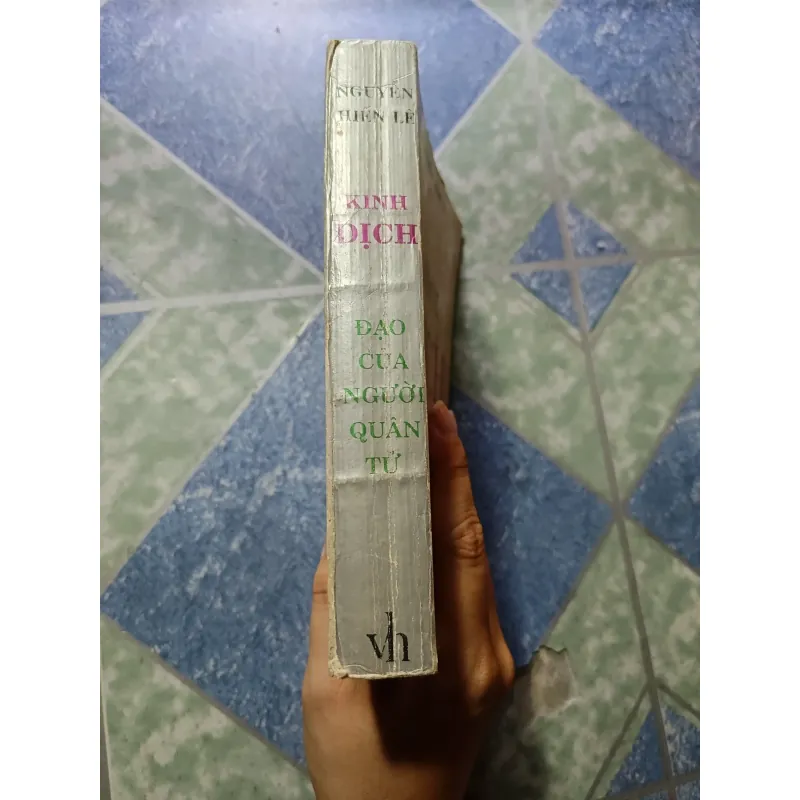 NGUYỄN
HIẾN LÊ
KINH
DỊCH
ĐẠO
CỦA
NGƯỜI
QUÂN
TỬ
vh